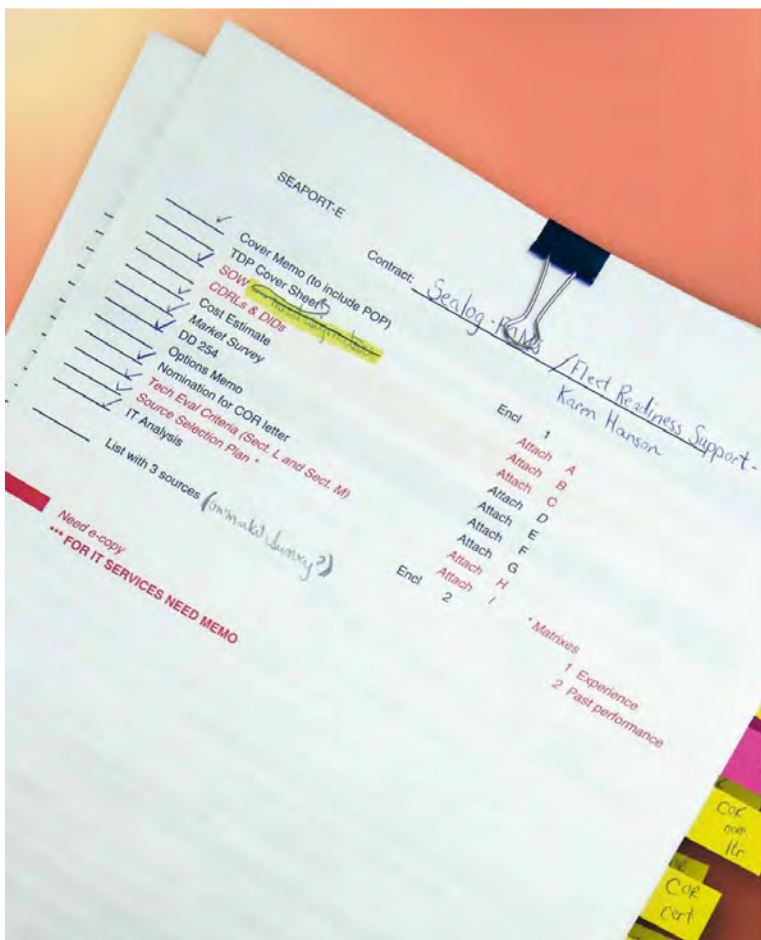 SEAPORT-E
Contract: Sealog - / Fleet Readiness Support -
Karen Hanson
Cover Memo (to include POP)
TDP Cover Sheet
SOW
CDRLs & DIDs
Cost Estimate
Market Survey
DD 254
Options Memo
Nomination for COR letter
Tech Eval Criteria (Sect. L and Sect. M)
Source Selection Plan *
IT Analysis
List with 3 sources (on market survey?)
Need e-copy
*** FOR IT SERVICES NEED MEMO
Encl 1
Attach A
Attach B
Attach C
Attach D
Attach E
Attach F
Attach G
Attach H
Attach I
Encl 2
* Matrixes
1 Experience
2 Past performance
COR
nom
ltr
COR
Cert